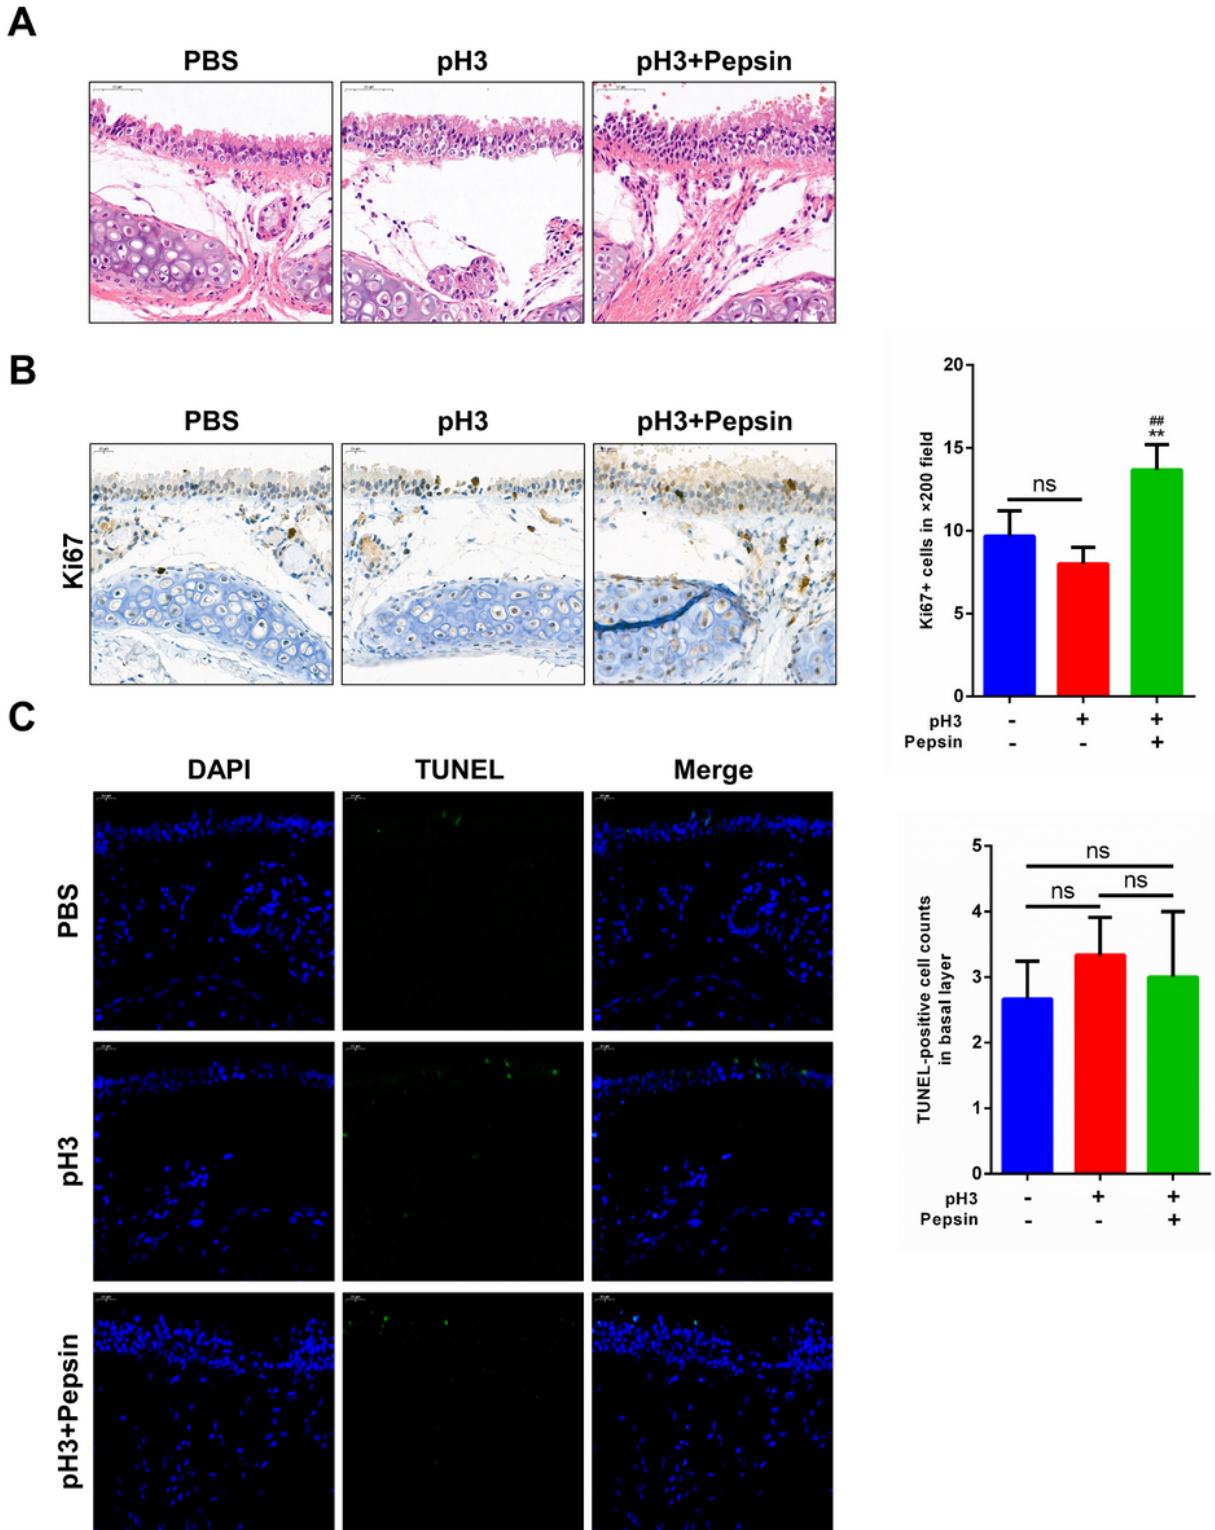 A
PBS pH3 pH3+Pepsin
B
PBS pH3 pH3+Pepsin
Ki67
Ki67+ cells in ×200 field
20
15
10
5
0
ns
##
**
pH3 - + +
Pepsin - - +
C
DAPI TUNEL Merge
PBS
pH3
pH3+Pepsin
TUNEL-positive cell counts
in basal layer
5
4
3
2
1
0
ns
ns ns
pH3 - + +
Pepsin - - +